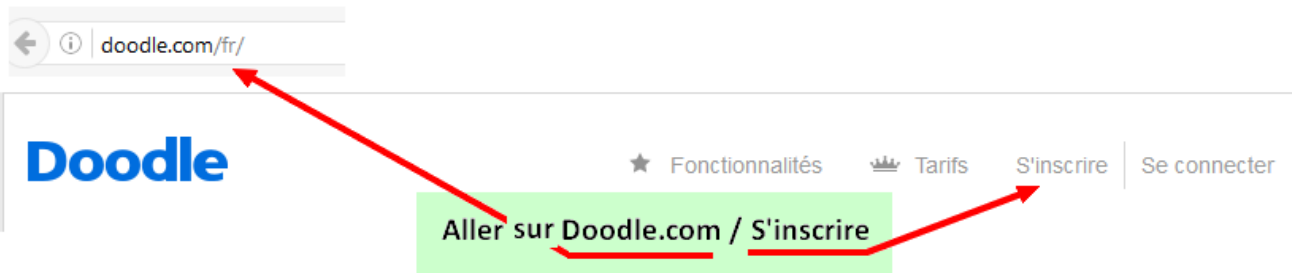 doodle.com/fr/
Doodle
Fonctionnalités Tarifs S'inscrire Se connecter
Aller sur Doodle.com / S'inscrire